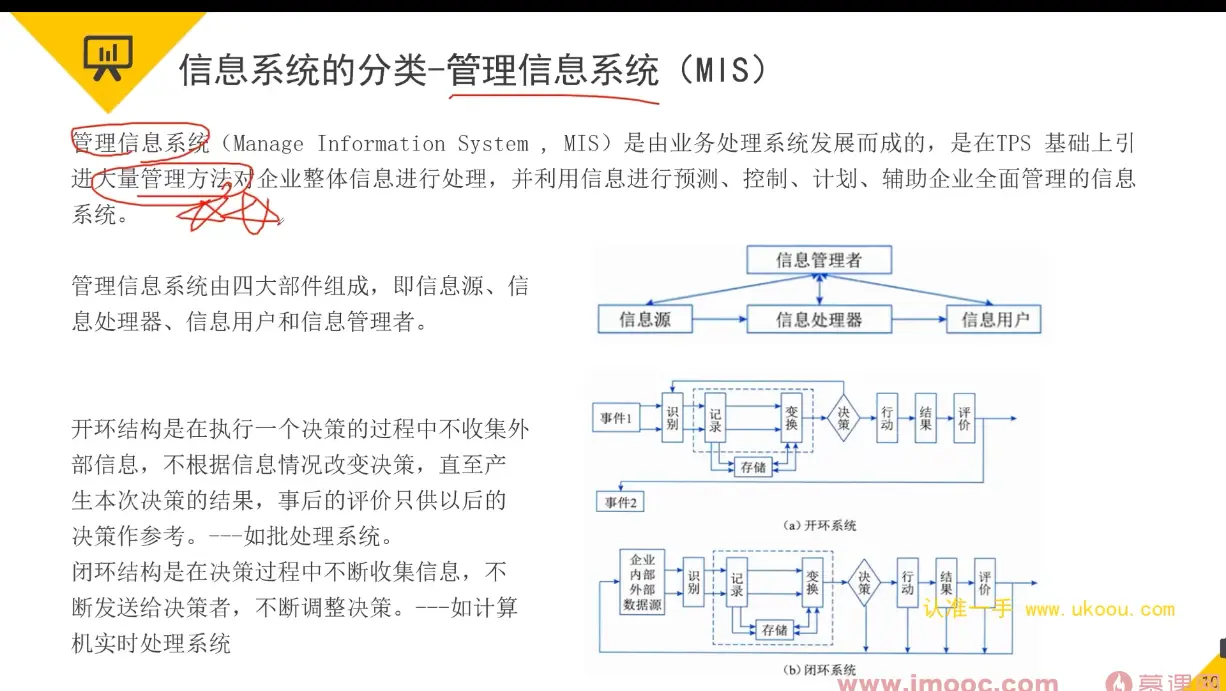 信息系统的分类-管理信息系统（MIS）
管理信息系统（Manage Information System , MIS）是由业务处理系统发展而成的，是在TPS 基础上引
进大量管理方法对企业整体信息进行处理，并利用信息进行预测、控制、计划、辅助企业全面管理的信息
系统。
管理信息系统由四大部件组成，即信息源、信
息处理器、信息用户和信息管理者。
信息管理者
信息源
信息处理器
信息用户
开环结构是在执行一个决策的过程中不收集外
部信息，不根据信息情况改变决策，直至产
生本次决策的结果，事后的评价只供以后的
决策作参考。---如批处理系统。
闭环结构是在决策过程中不断收集信息，不
断发送给决策者，不断调整决策。---如计算
机实时处理系统
事件1
识别
记录
变换
存储
决策
行动
结果
评价
事件2
(a) 开环系统
企业
内部
外部
数据源
识别
记录
变换
存储
决策
行动
结果
评价
(b) 闭环系统
认准一手 www.ukoou.com
www.imooc.com
慕课
10